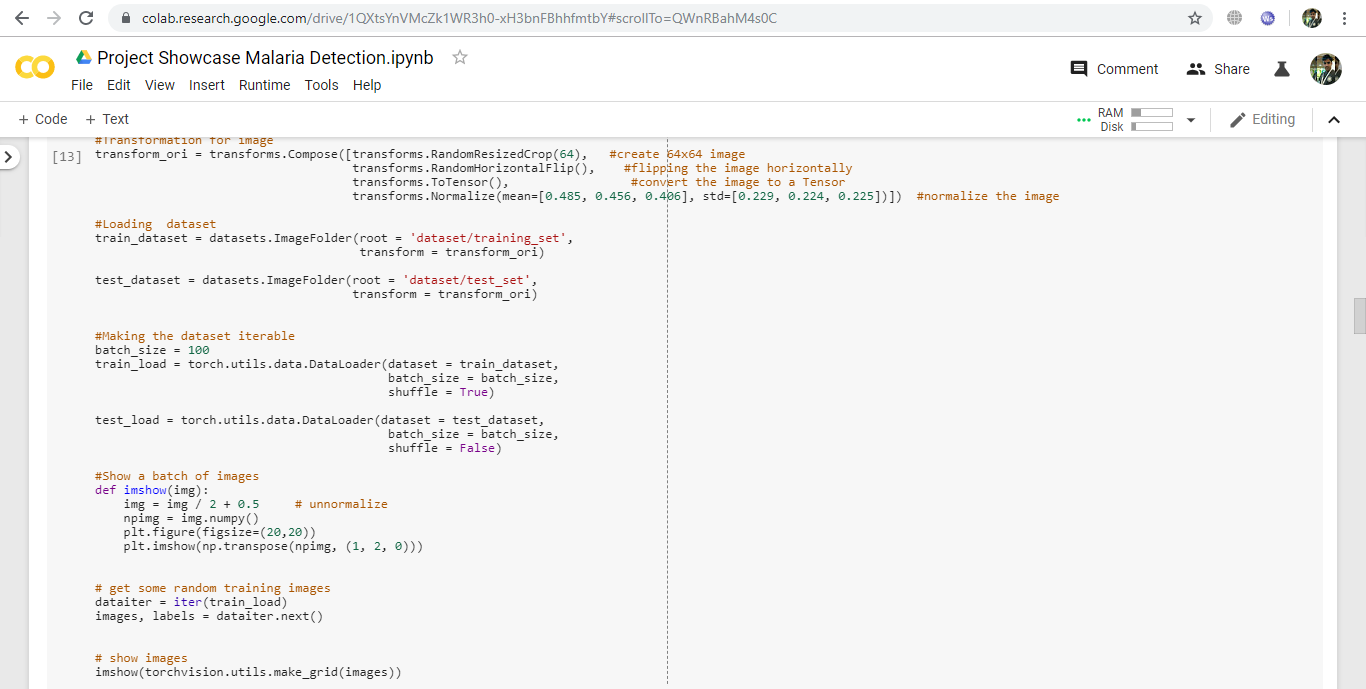 colab.research.google.com/drive/1QXtsYnVMcZk1WR3h0-xH3bnFBhhfmtbY#scrollTo=QWnRBahM4s0C
Project Showcase Malaria Detection.ipynb
File Edit View Insert Runtime Tools Help
Comment Share
+ Code + Text
RAM
Disk
Editing
#Transformation for image
[13] transform_ori = transforms.Compose([transforms.RandomResizedCrop(64),   #create 64x64 image
                                    transforms.RandomHorizontalFlip(),    #flipping the image horizontally
                                    transforms.ToTensor(),                 #convert the image to a Tensor
                                    transforms.Normalize(mean=[0.485, 0.456, 0.406], std=[0.229, 0.224, 0.225])])  #normalize the image
#Loading  dataset
train_dataset = datasets.ImageFolder(root = 'dataset/training_set',
                                     transform = transform_ori)
test_dataset = datasets.ImageFolder(root = 'dataset/test_set',
                                    transform = transform_ori)
#Making the dataset iterable
batch_size = 100
train_load = torch.utils.data.DataLoader(dataset = train_dataset,
                                         batch_size = batch_size,
                                         shuffle = True)
test_load = torch.utils.data.DataLoader(dataset = test_dataset,
                                         batch_size = batch_size,
                                         shuffle = False)
#Show a batch of images
def imshow(img):
    img = img / 2 + 0.5     # unnormalize
    npimg = img.numpy()
    plt.figure(figsize=(20,20))
    plt.imshow(np.transpose(npimg, (1, 2, 0)))
# get some random training images
dataiter = iter(train_load)
images, labels = dataiter.next()
# show images
imshow(torchvision.utils.make_grid(images))